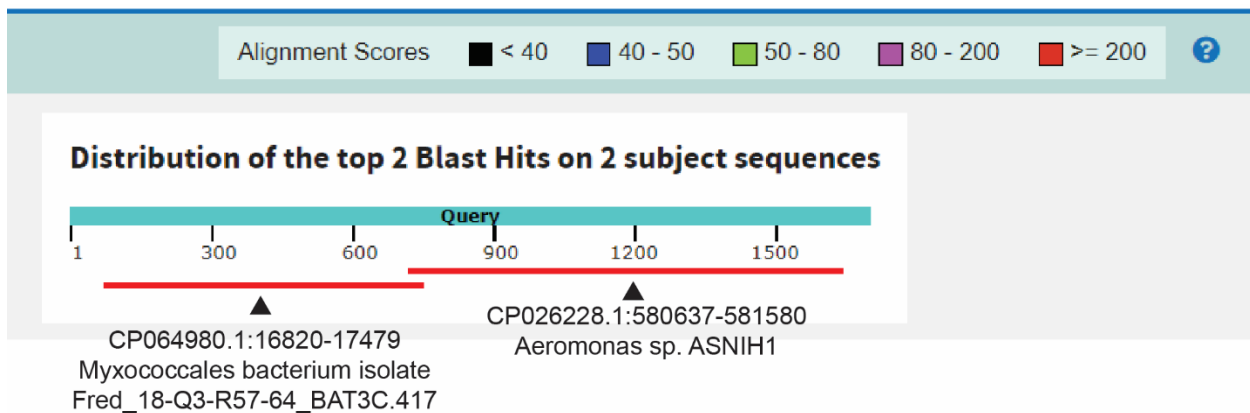 Alignment Scores < 40 40 - 50 50 - 80 80 - 200 >= 200 ?
Distribution of the top 2 Blast Hits on 2 subject sequences
Query
1 300 600 900 1200 1500
CP064980.1:16820-17479
Myxococcales bacterium isolate
Fred_18-Q3-R57-64_BAT3C.417
CP026228.1:580637-581580
Aeromonas sp. ASNIH1